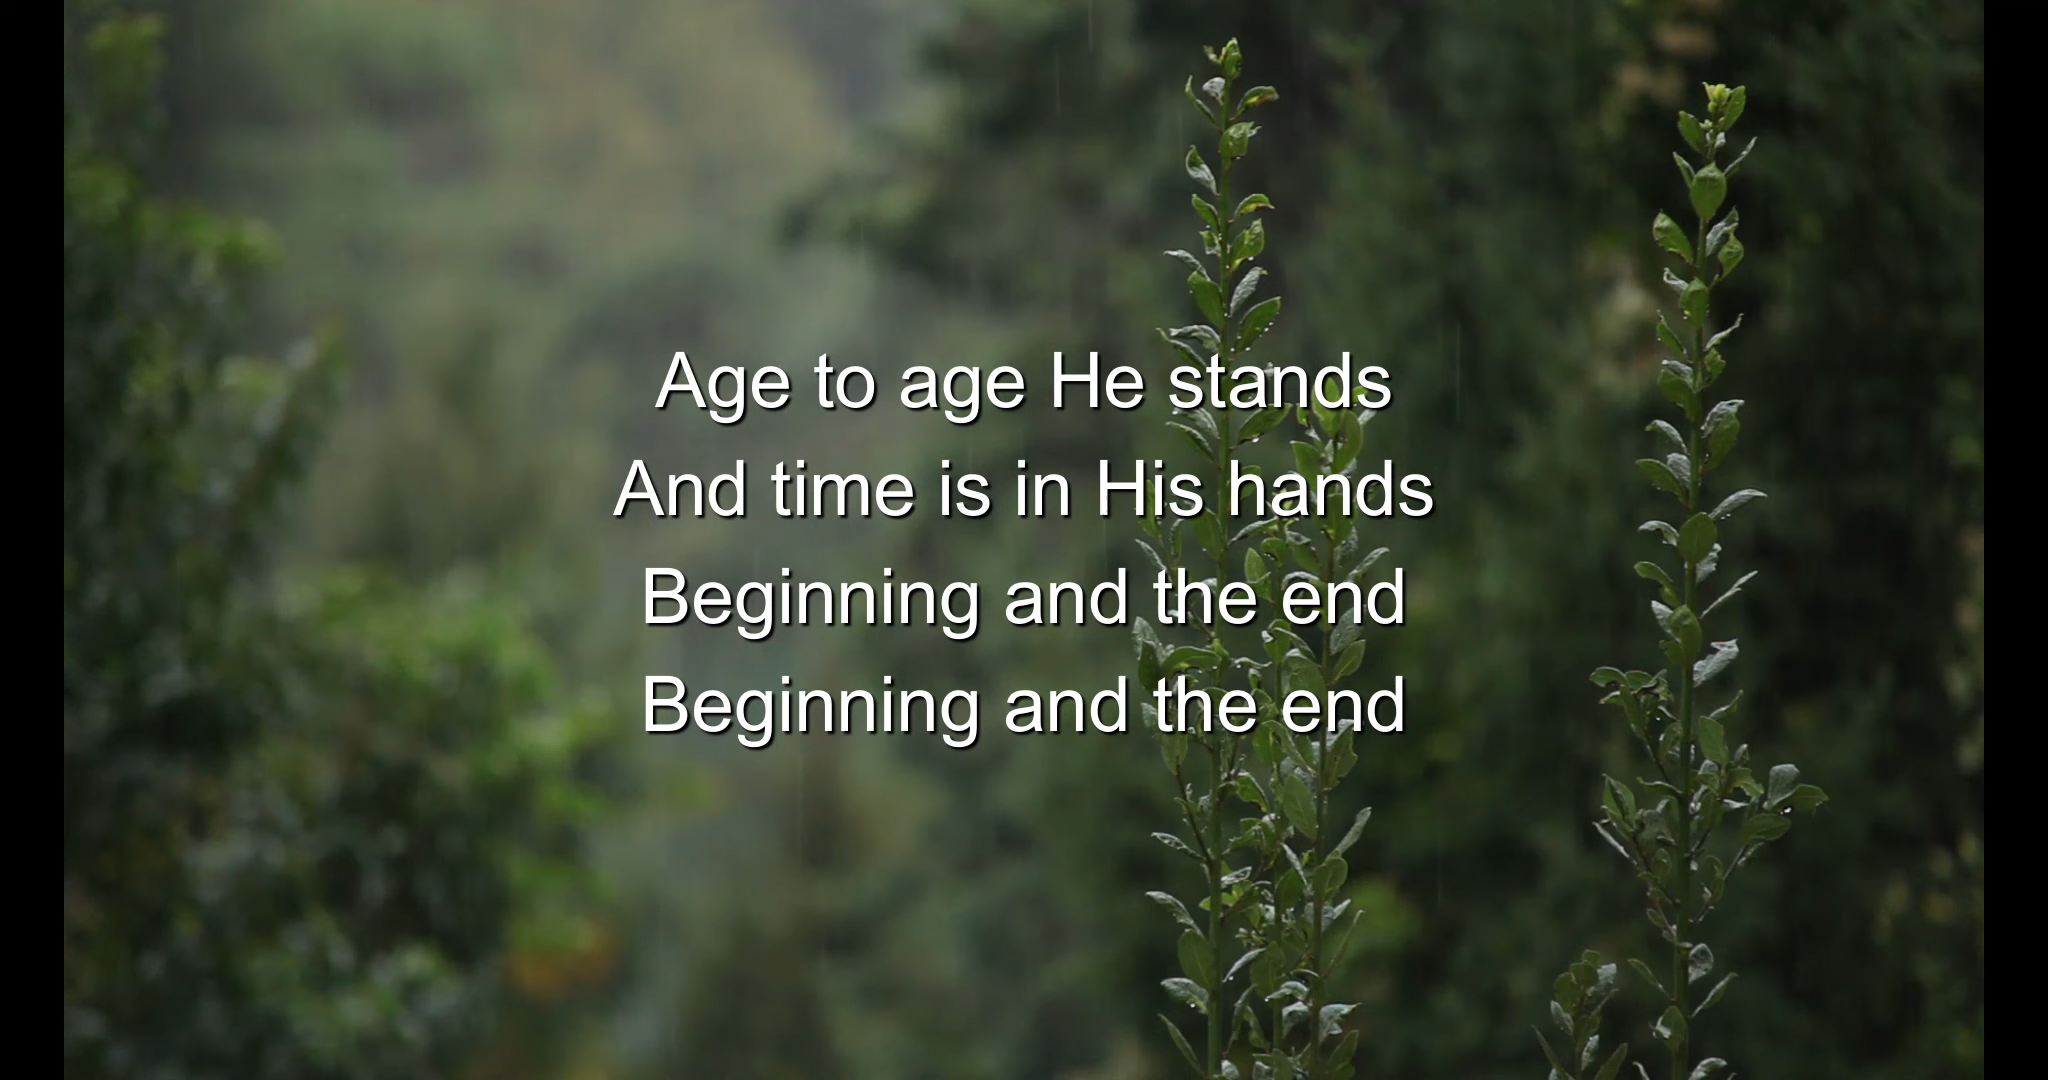 Age to age He stands
And time is in His hands
Beginning and the end
Beginning and the end